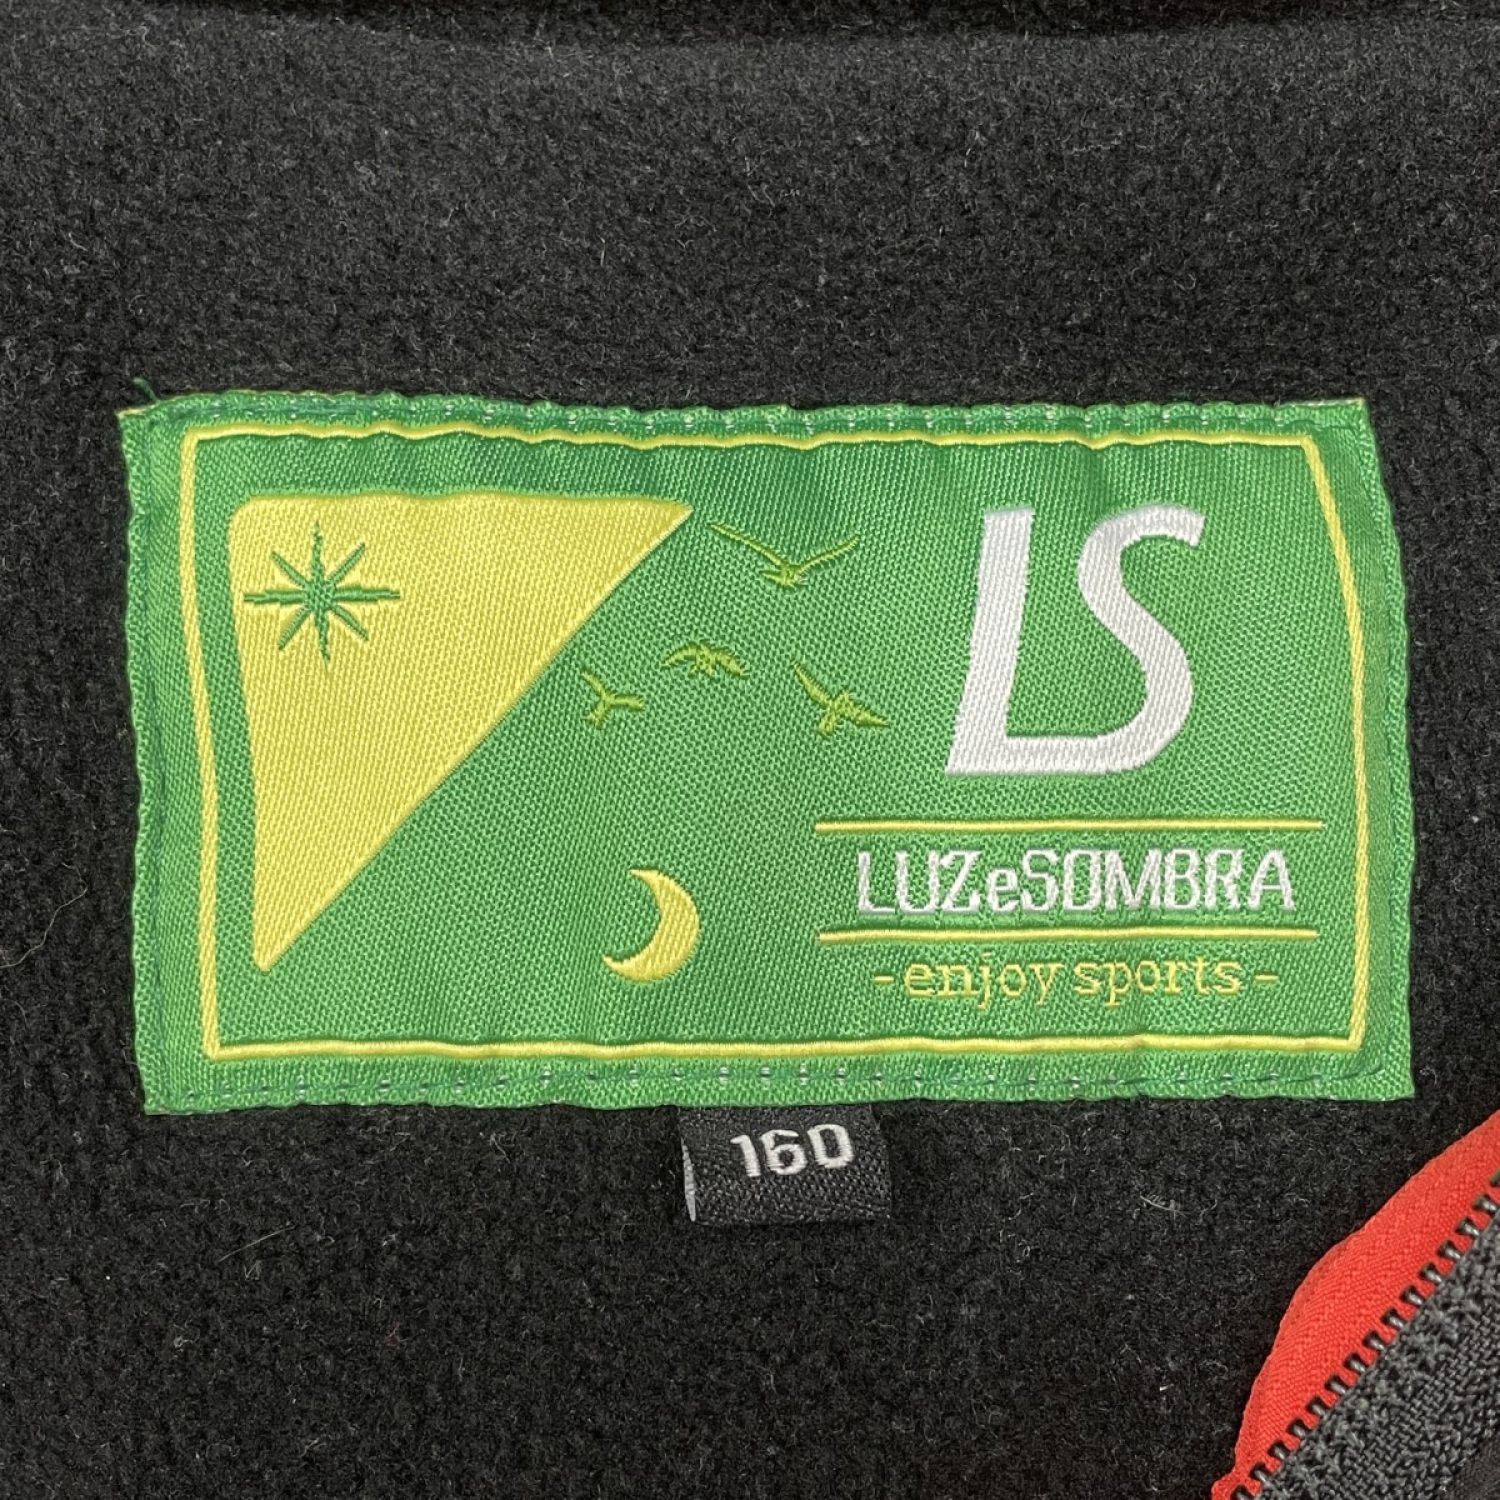 LS
LUZeSOMBRA
-enjoy sports-
160